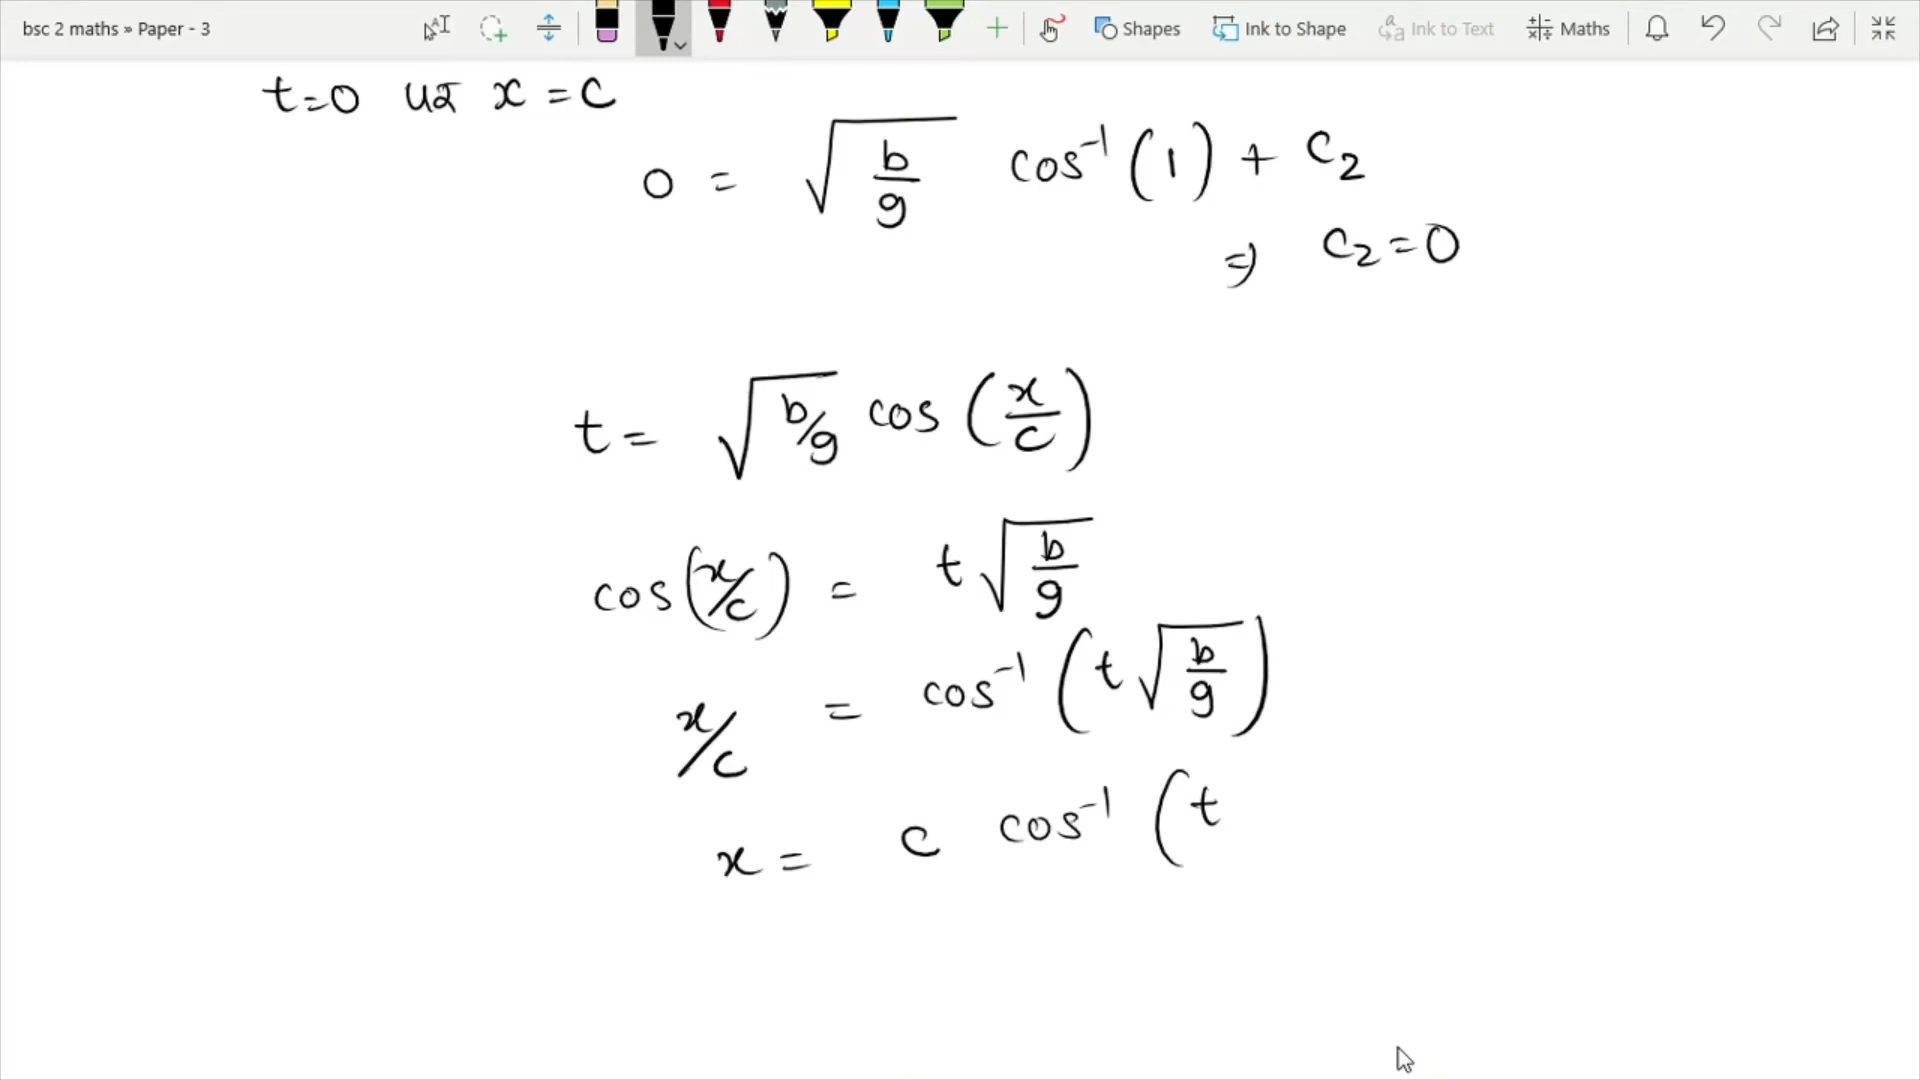 bsc 2 maths » Paper - 3 Shapes Ink to Shape Ink to Text Maths
t=0 पर x = c
0 = √(b/g) cos⁻¹(1) + c₂
⇒ c₂=0
t= √(b/g) cos (x/c)
cos(x/c) = t√(b/g)
x/c = cos⁻¹ (t√(b/g))
x= c cos⁻¹ (t